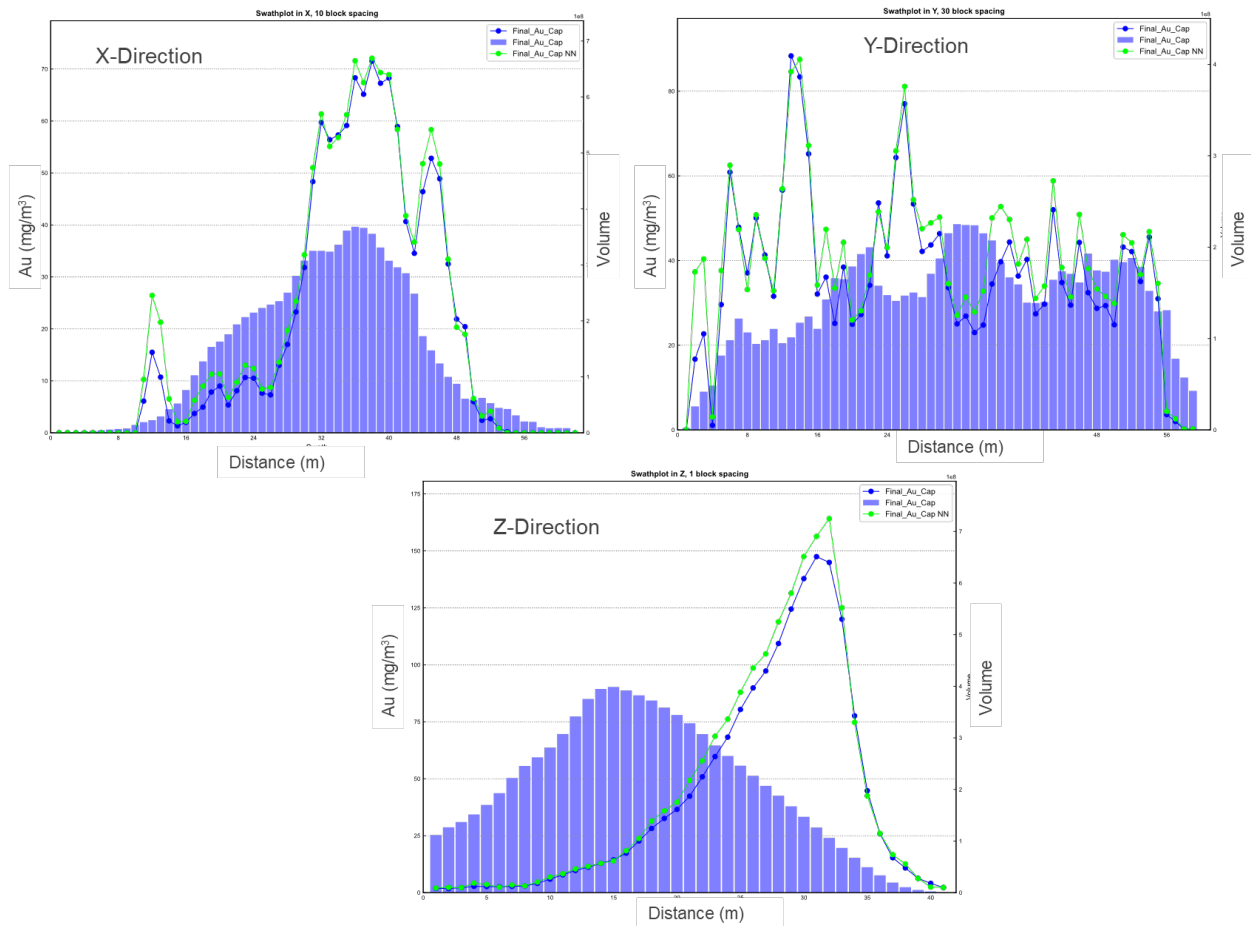 Swathplot in X, 10 block spacing
1e8
X-Direction
Final_Au_Cap
Final_Au_Cap
Final_Au_Cap NN
Au (mg/m³)
Volume
0
10
20
30
40
50
60
70
0
1
2
3
4
5
6
7
0
8
16
24
32
40
48
56
Distance (m)
Swathplot in Y, 30 block spacing
1e8
Y-Direction
Final_Au_Cap
Final_Au_Cap
Final_Au_Cap NN
Au (mg/m³)
Volume
0
20
40
60
80
0
1
2
3
4
0
8
16
24
48
56
Distance (m)
Swathplot in Z, 1 block spacing
1e8
Z-Direction
Final_Au_Cap
Final_Au_Cap
Final_Au_Cap NN
Au (mg/m³)
Volume
Volume
0
25
50
75
100
125
150
175
0
1
2
3
4
5
6
7
0
5
10
15
20
25
30
35
40
Distance (m)